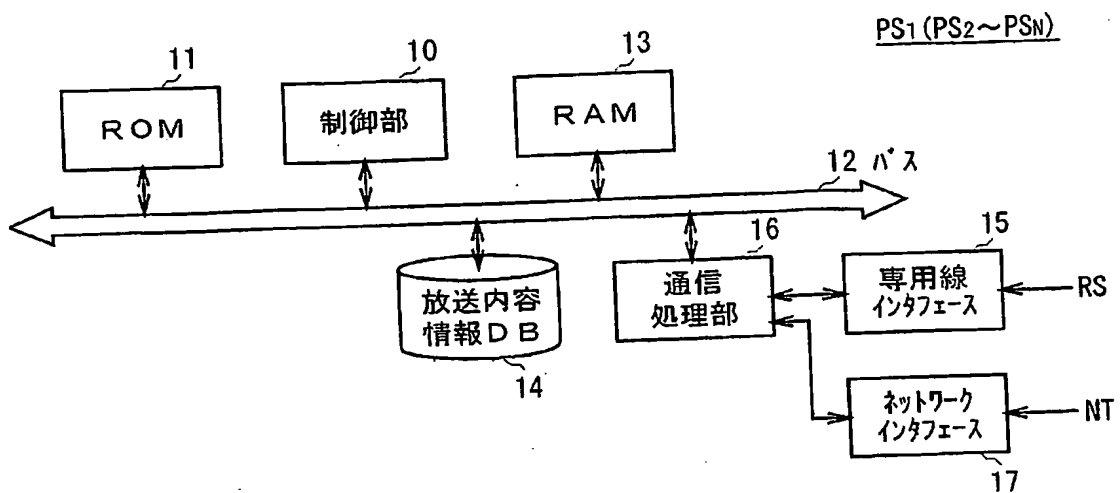 PS1(PS2~PSN)
11
10
13
ROM
制御部
RAM
12 バス
16
15
放送内容
情報DB
通信
処理部
専用線
インタフェース
RS
14
ネットワーク
インタフェース
NT
17